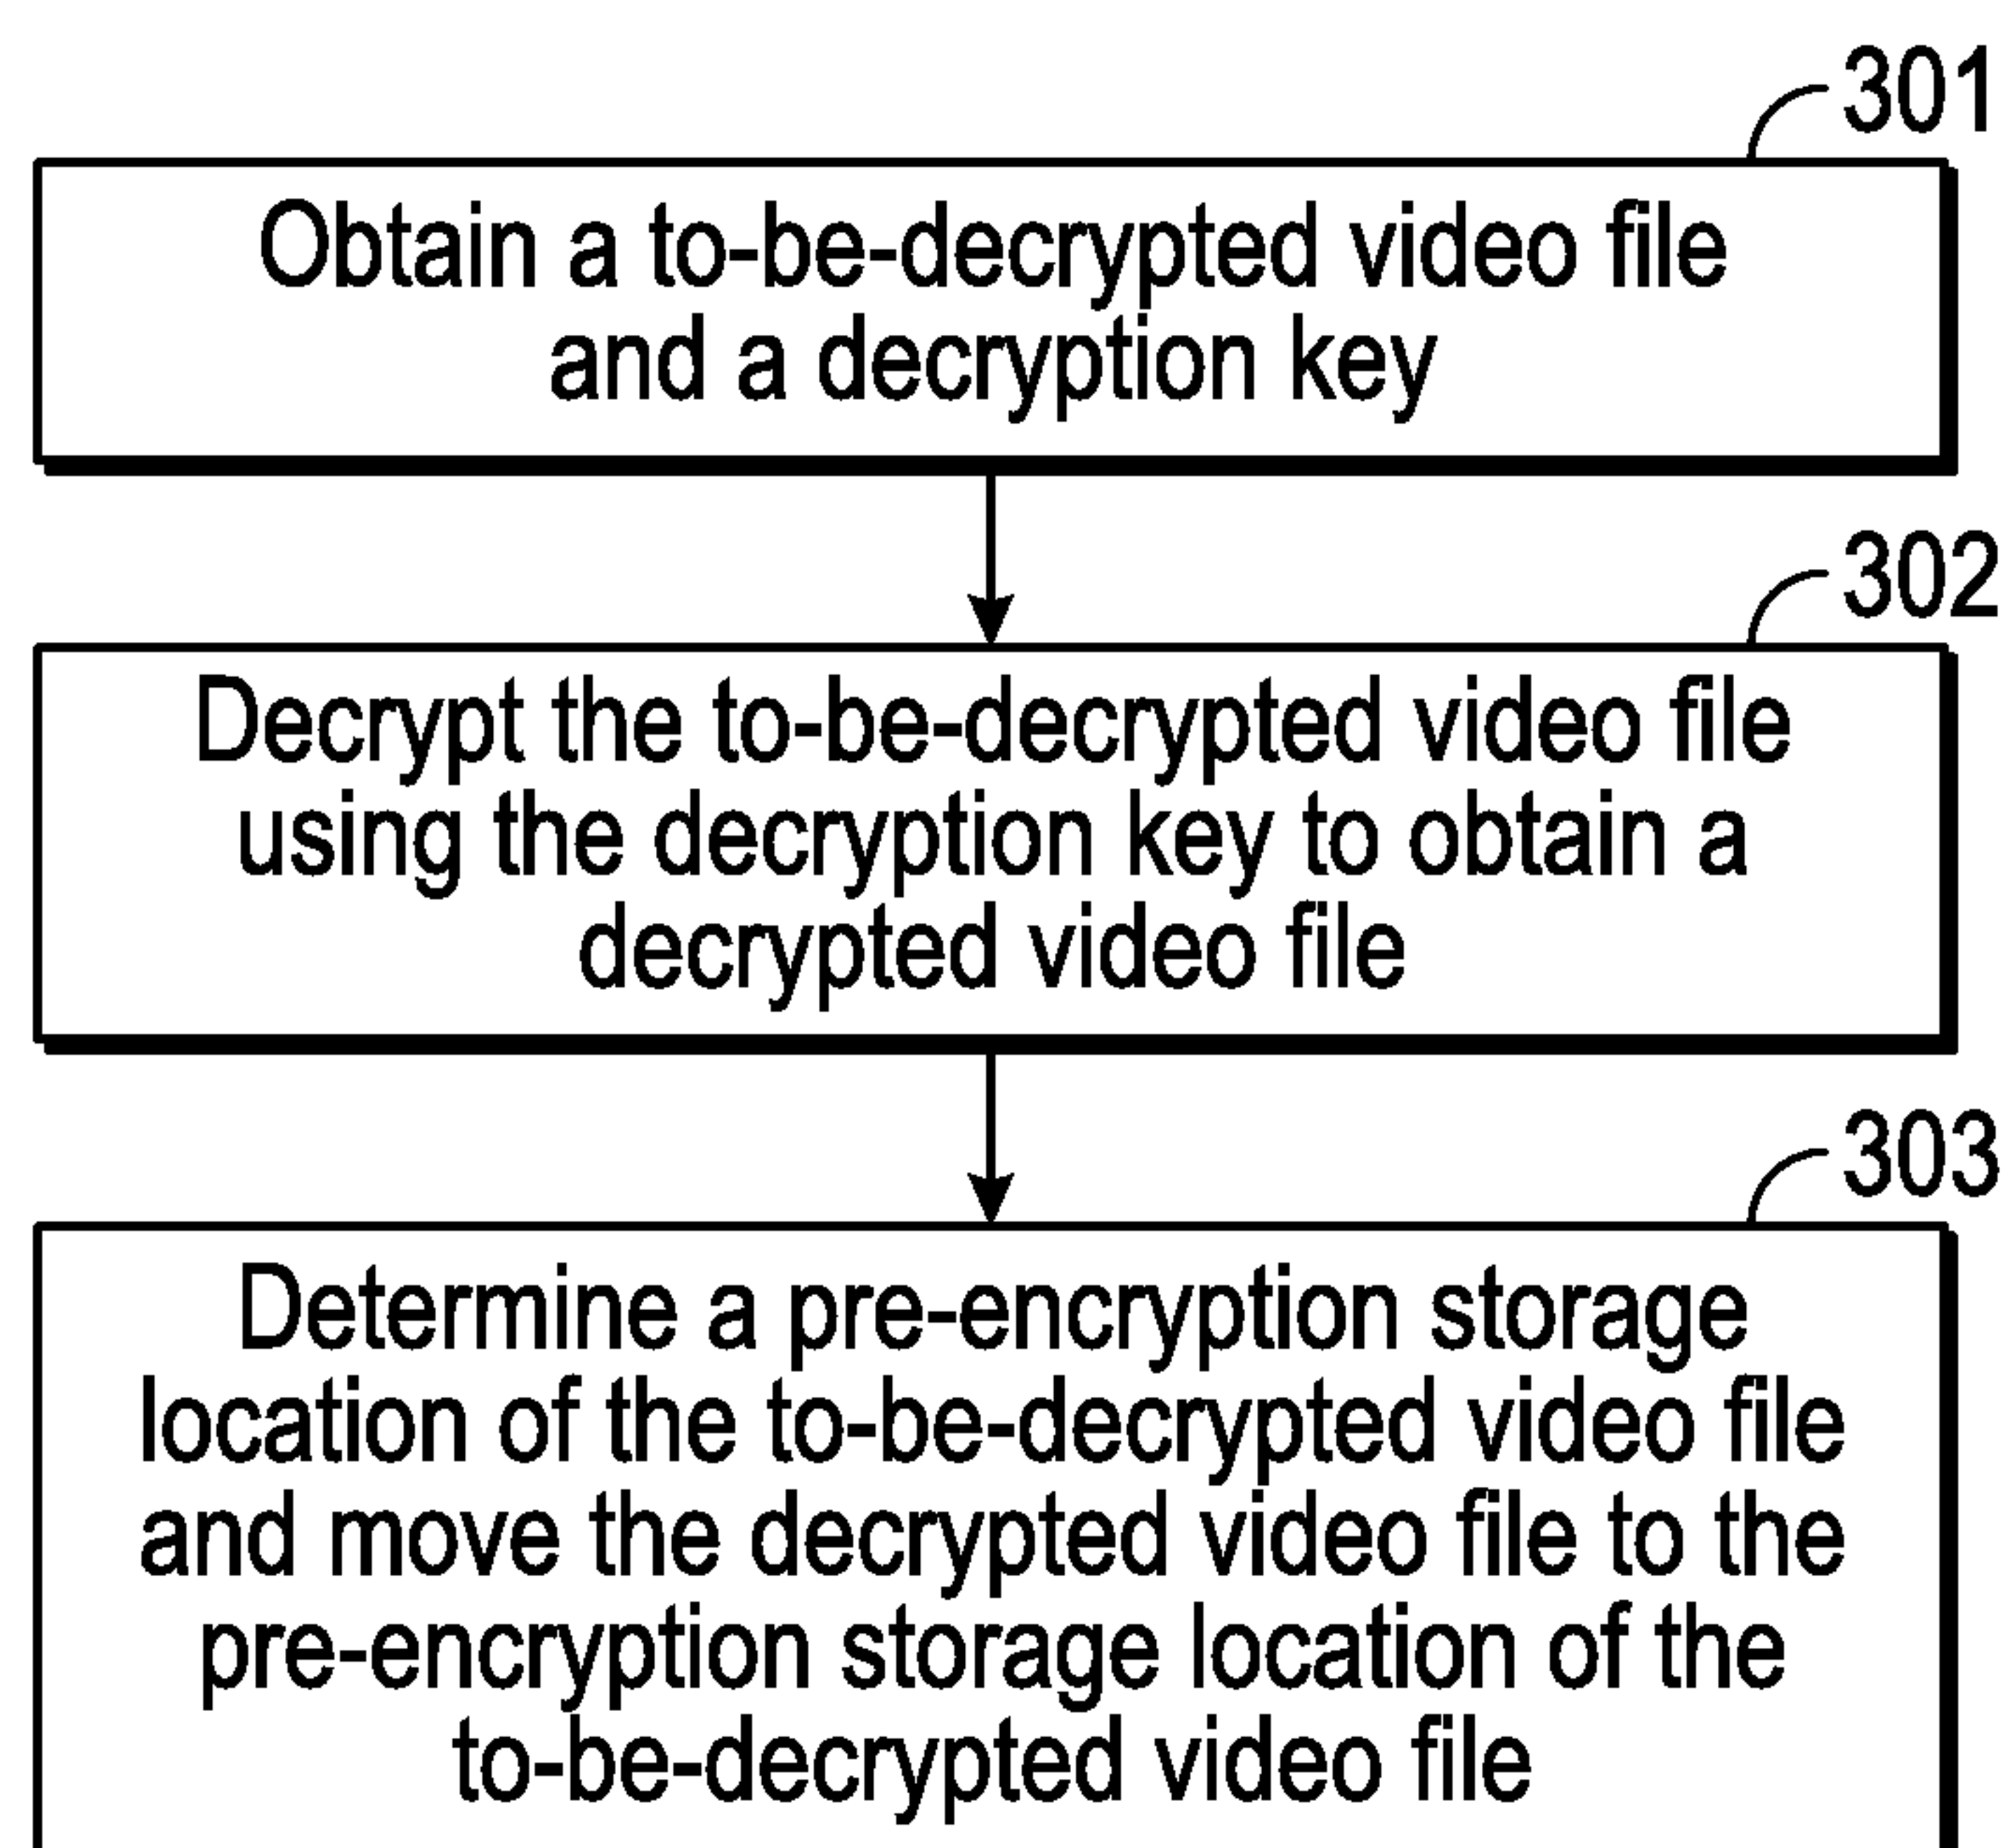 301
Obtain a to-be-decrypted video file
and a decryption key
302
Decrypt the to-be-decrypted video file
using the decryption key to obtain a
decrypted video file
303
Determine a pre-encryption storage
location of the to-be-decrypted video file
and move the decrypted video file to the
pre-encryption storage location of the
to-be-decrypted video file